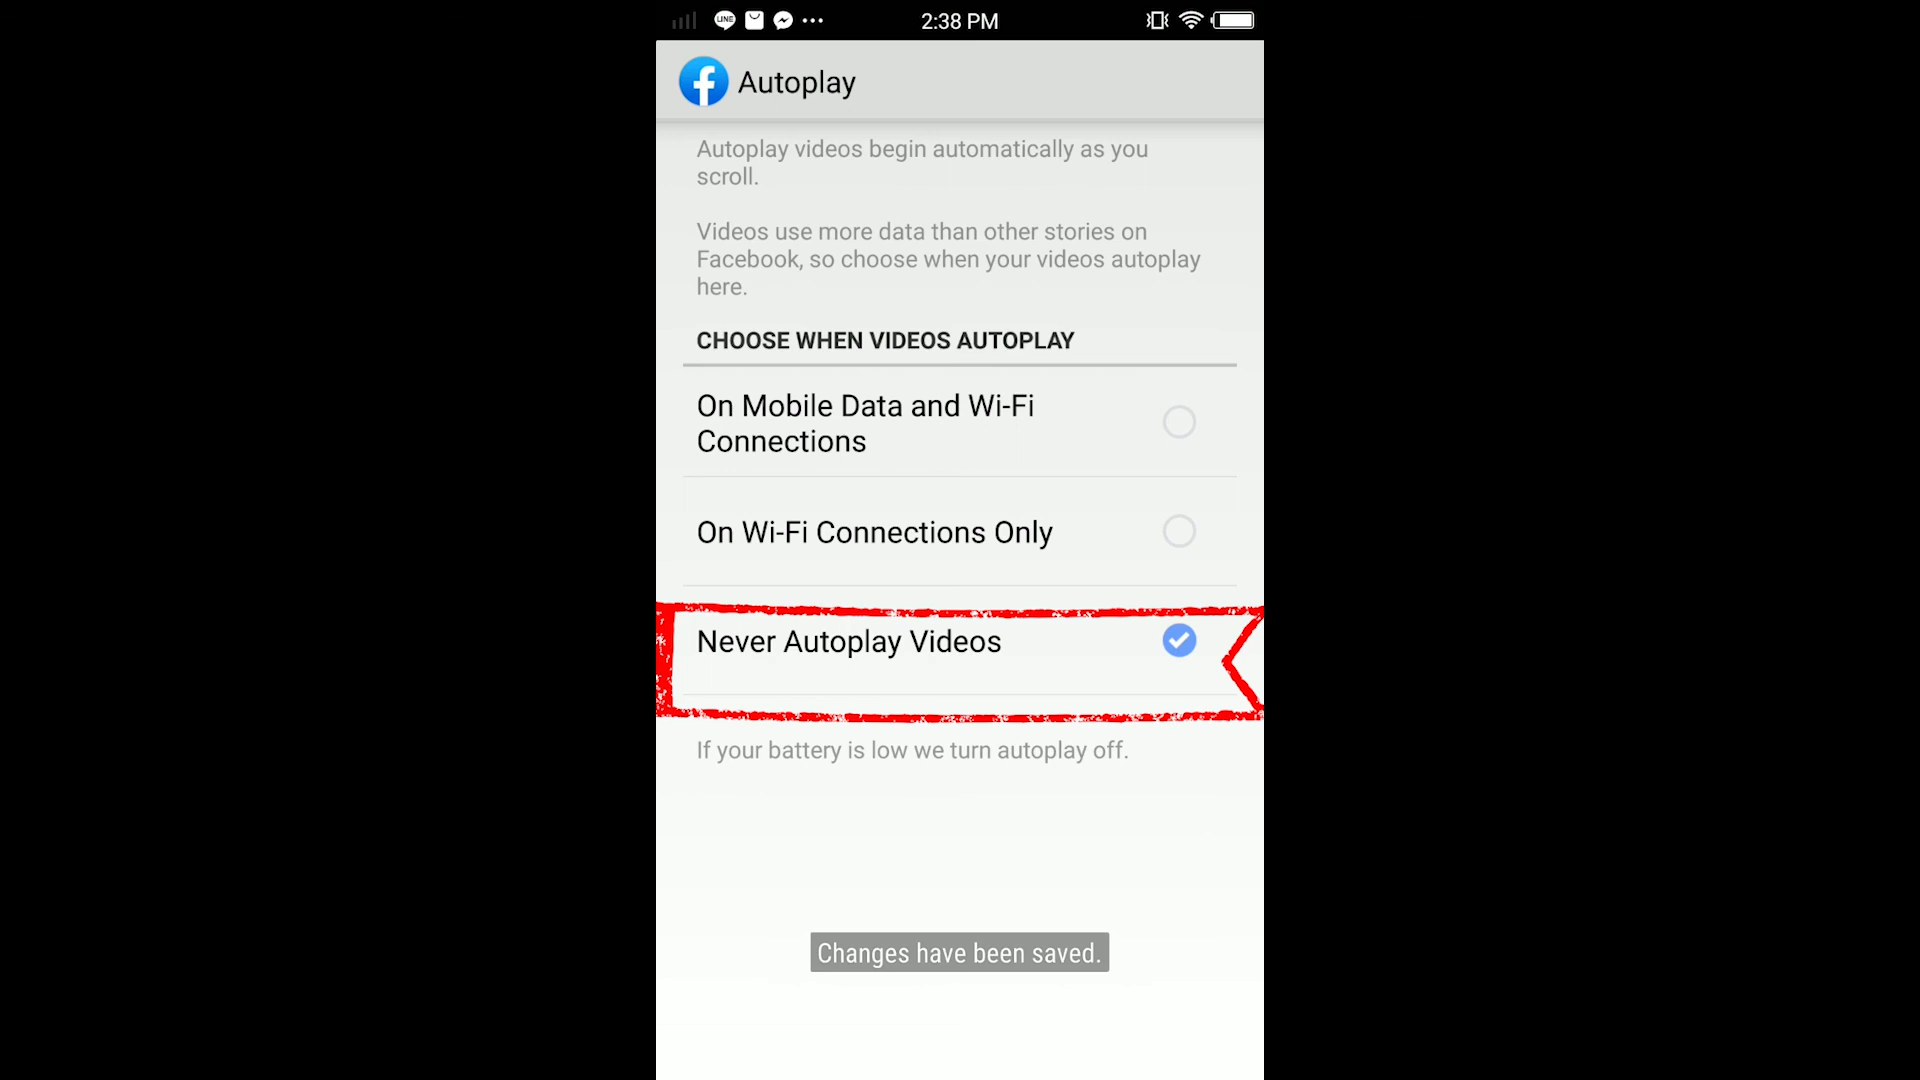 LINE
2:38 PM
Autoplay
Autoplay videos begin automatically as you
scroll.
Videos use more data than other stories on
Facebook, so choose when your videos autoplay
here.
CHOOSE WHEN VIDEOS AUTOPLAY
On Mobile Data and Wi-Fi
Connections
On Wi-Fi Connections Only
Never Autoplay Videos
If your battery is low we turn autoplay off.
Changes have been saved.